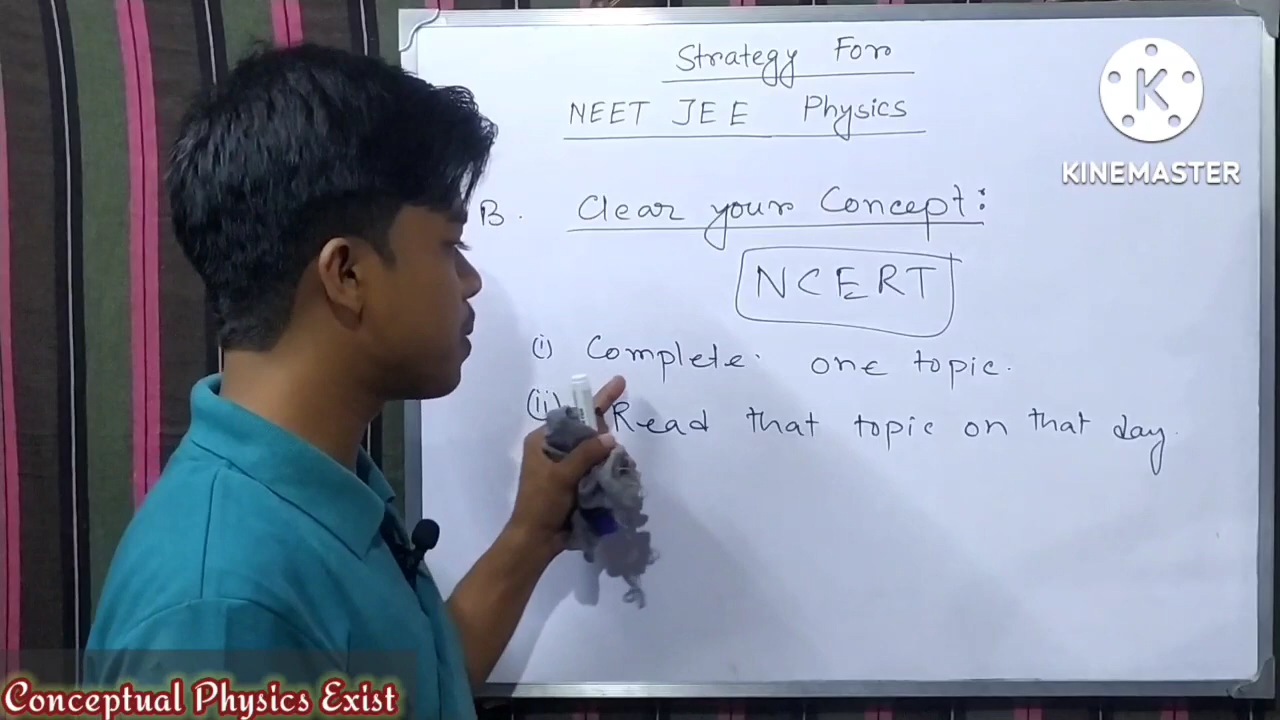 Strategy For
NEET JEE Physics
K
KINEMASTER
B. Clear your Concept:
NCERT
(i) Complete. one topic.
(ii) Read that topic on that day.
Conceptual Physics Exist